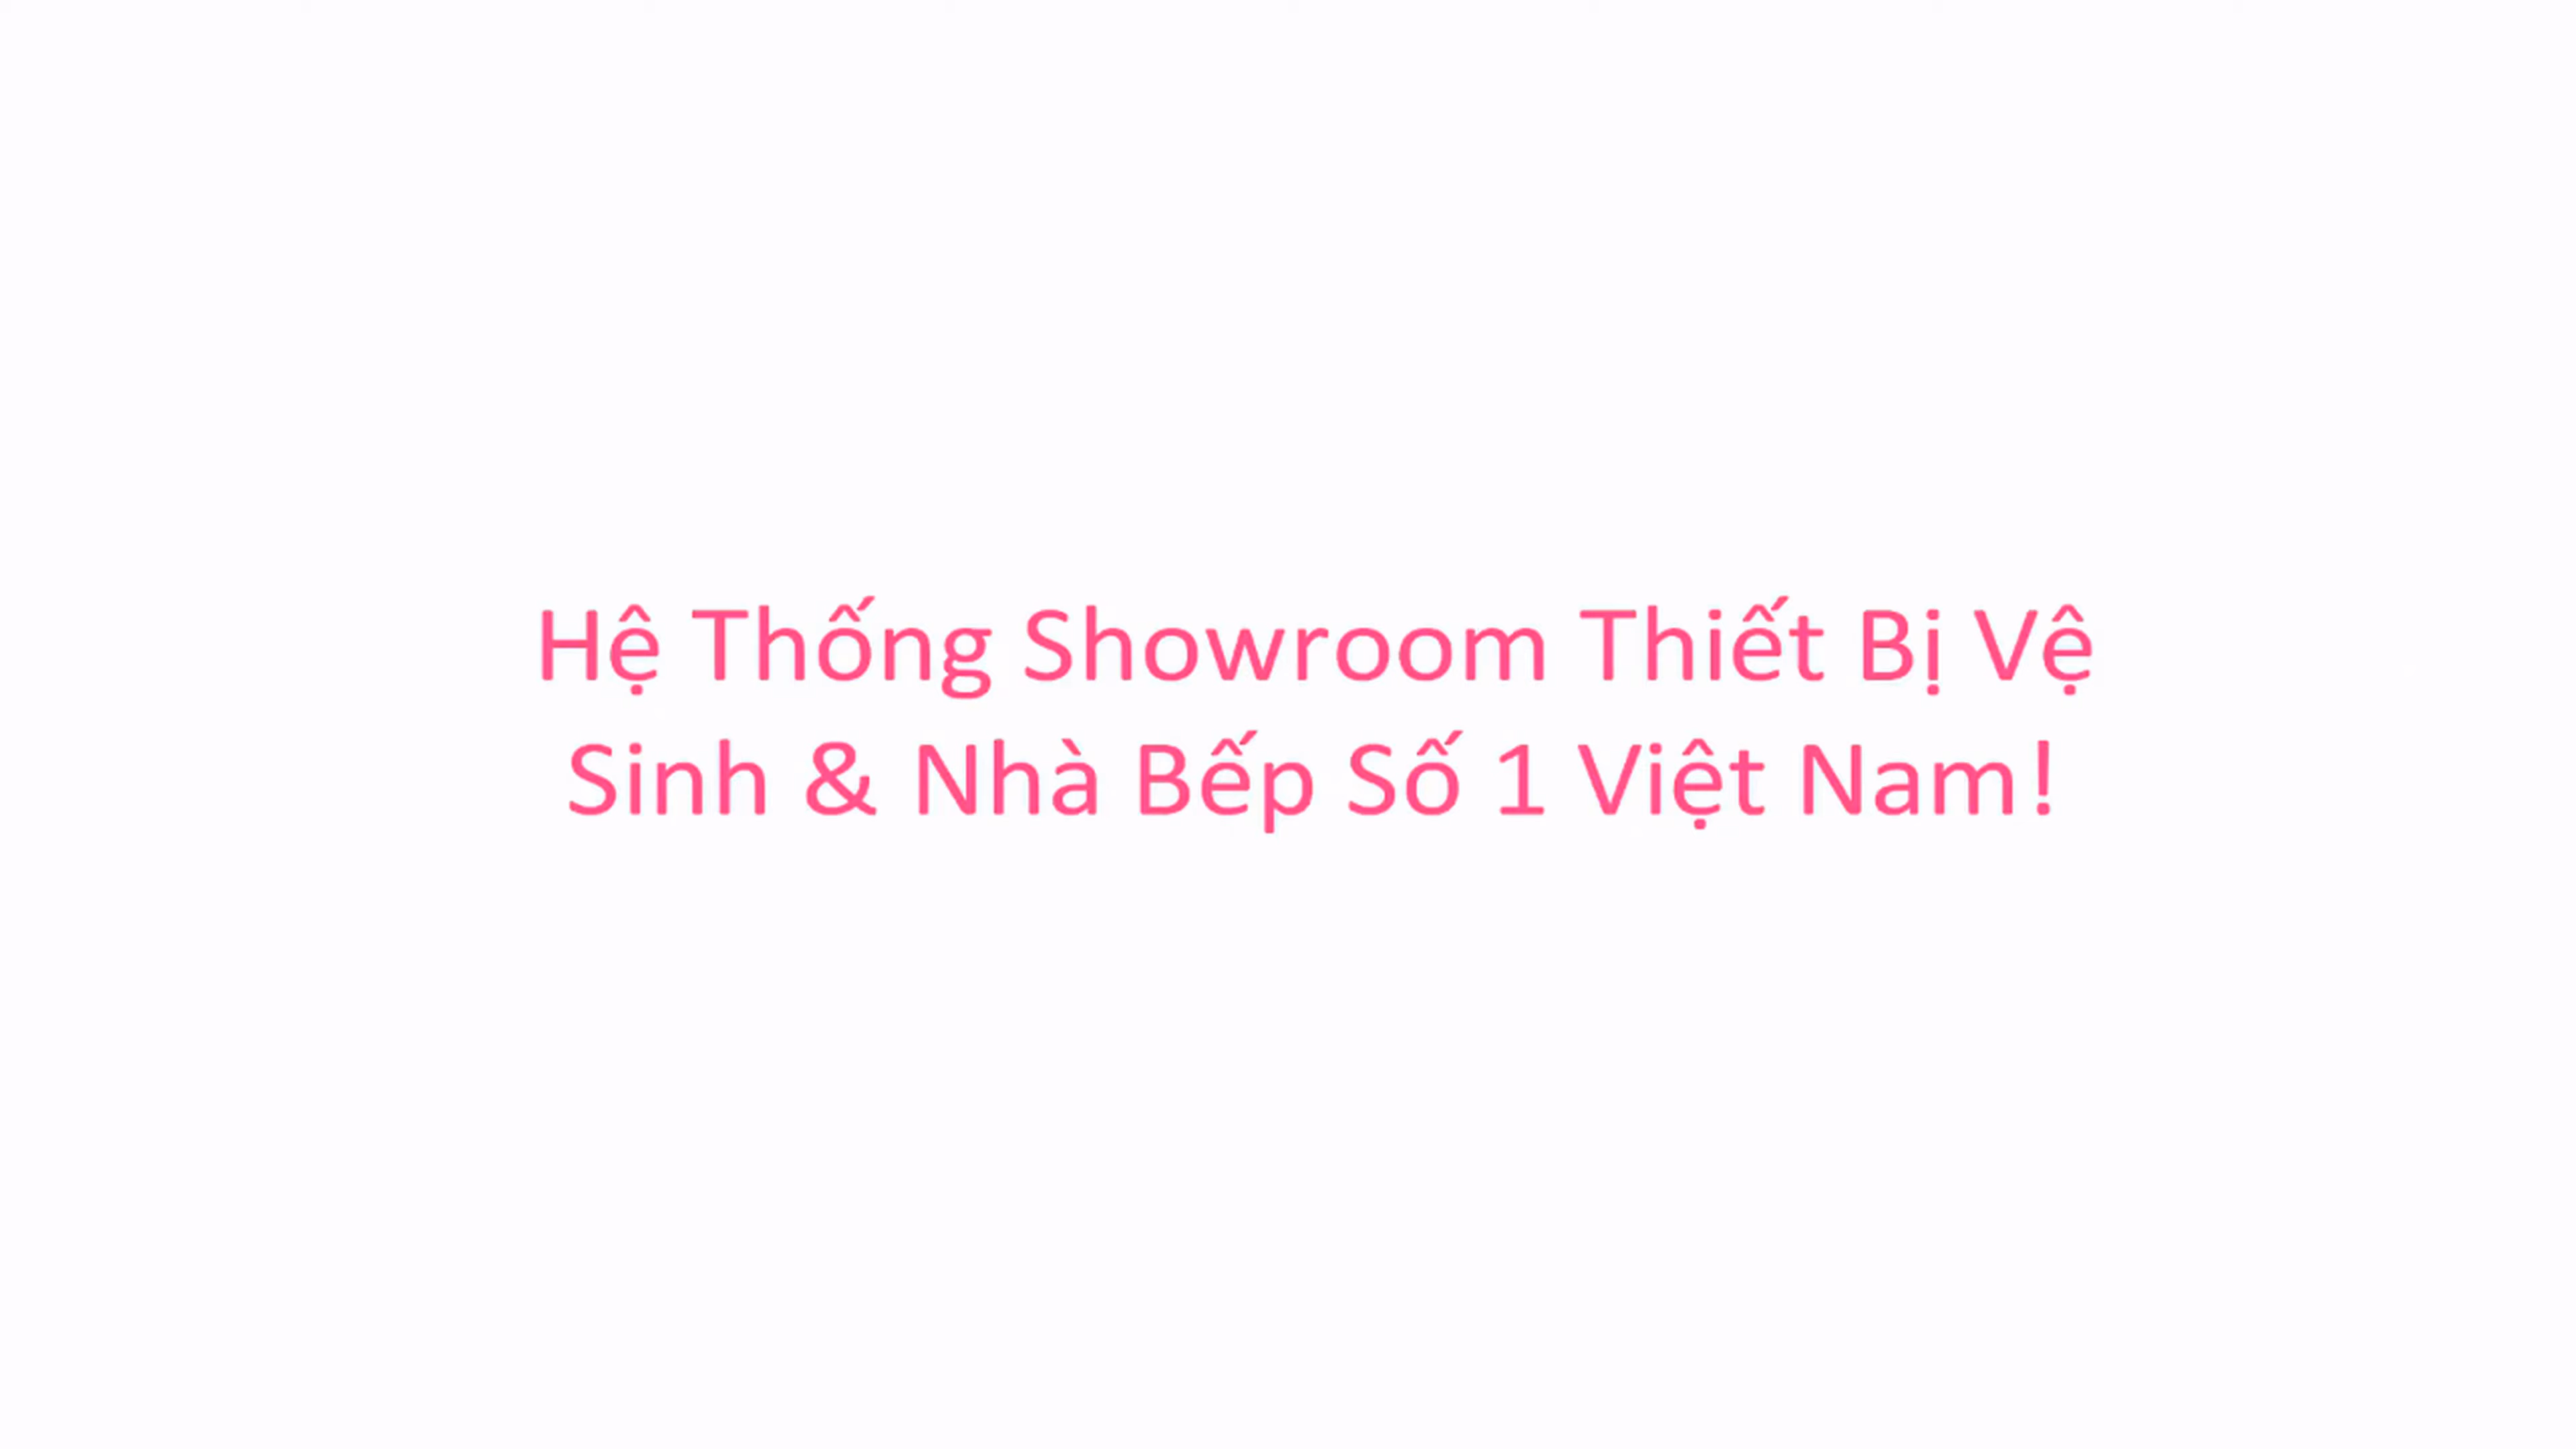 Hệ Thống Showroom Thiết Bị Vệ
Sinh & Nhà Bếp Số 1 Việt Nam!